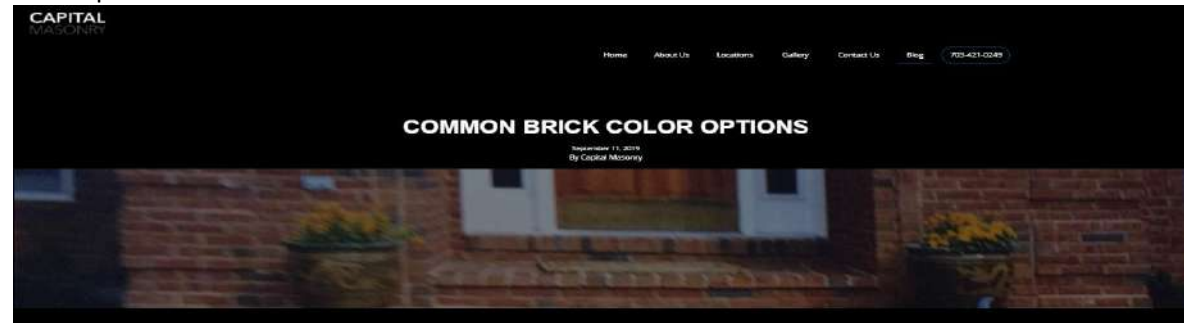 CAPITAL
MASONRY
Home About Us Locations Gallery Contact Us Blog 703-421-0249
COMMON BRICK COLOR OPTIONS
September 11, 2019
By Capital Masonry